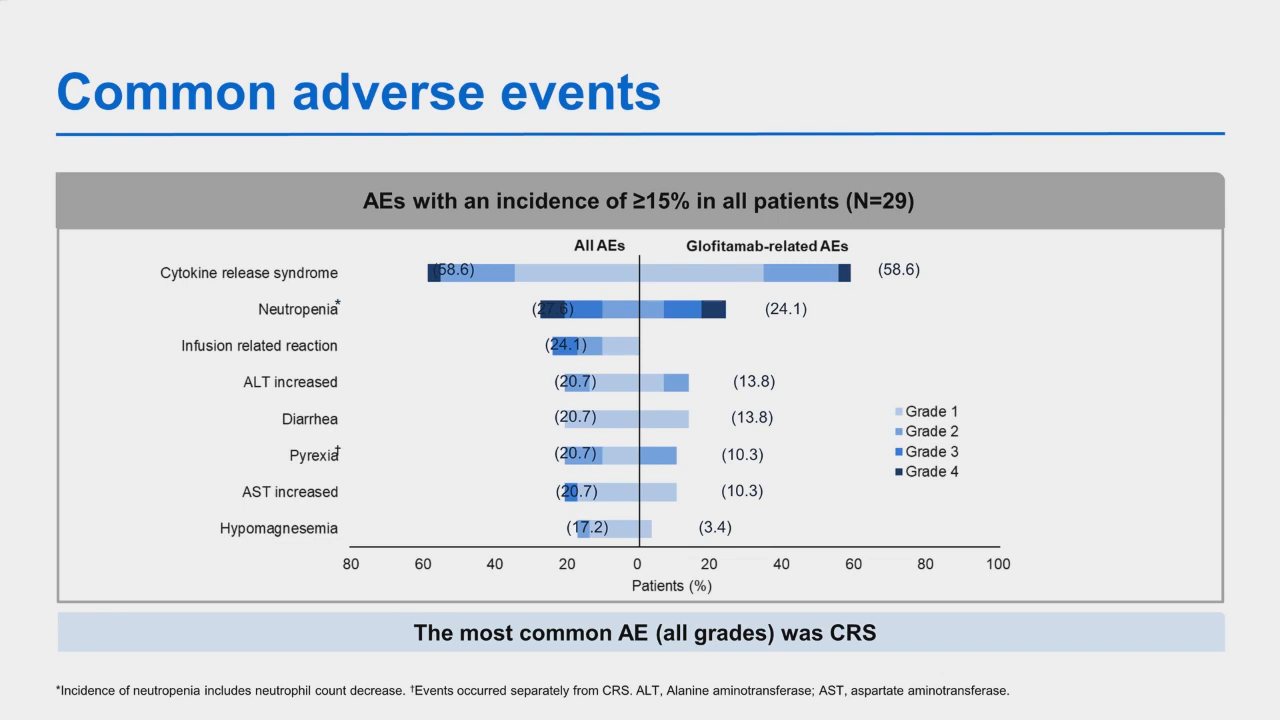 Common adverse events
AEs with an incidence of ≥15% in all patients (N=29)
All AEs Glofitamab-related AEs
Cytokine release syndrome (58.6) (58.6)
Neutropenia* (27.6) (24.1)
Infusion related reaction (24.1)
ALT increased (20.7) (13.8)
Diarrhea (20.7) (13.8)
Pyrexia† (20.7) (10.3)
AST increased (20.7) (10.3)
Hypomagnesemia (17.2) (3.4)
Grade 1
Grade 2
Grade 3
Grade 4
80 60 40 20 0 20 40 60 80 100
Patients (%)
The most common AE (all grades) was CRS
*Incidence of neutropenia includes neutrophil count decrease. †Events occurred separately from CRS. ALT, Alanine aminotransferase; AST, aspartate aminotransferase.